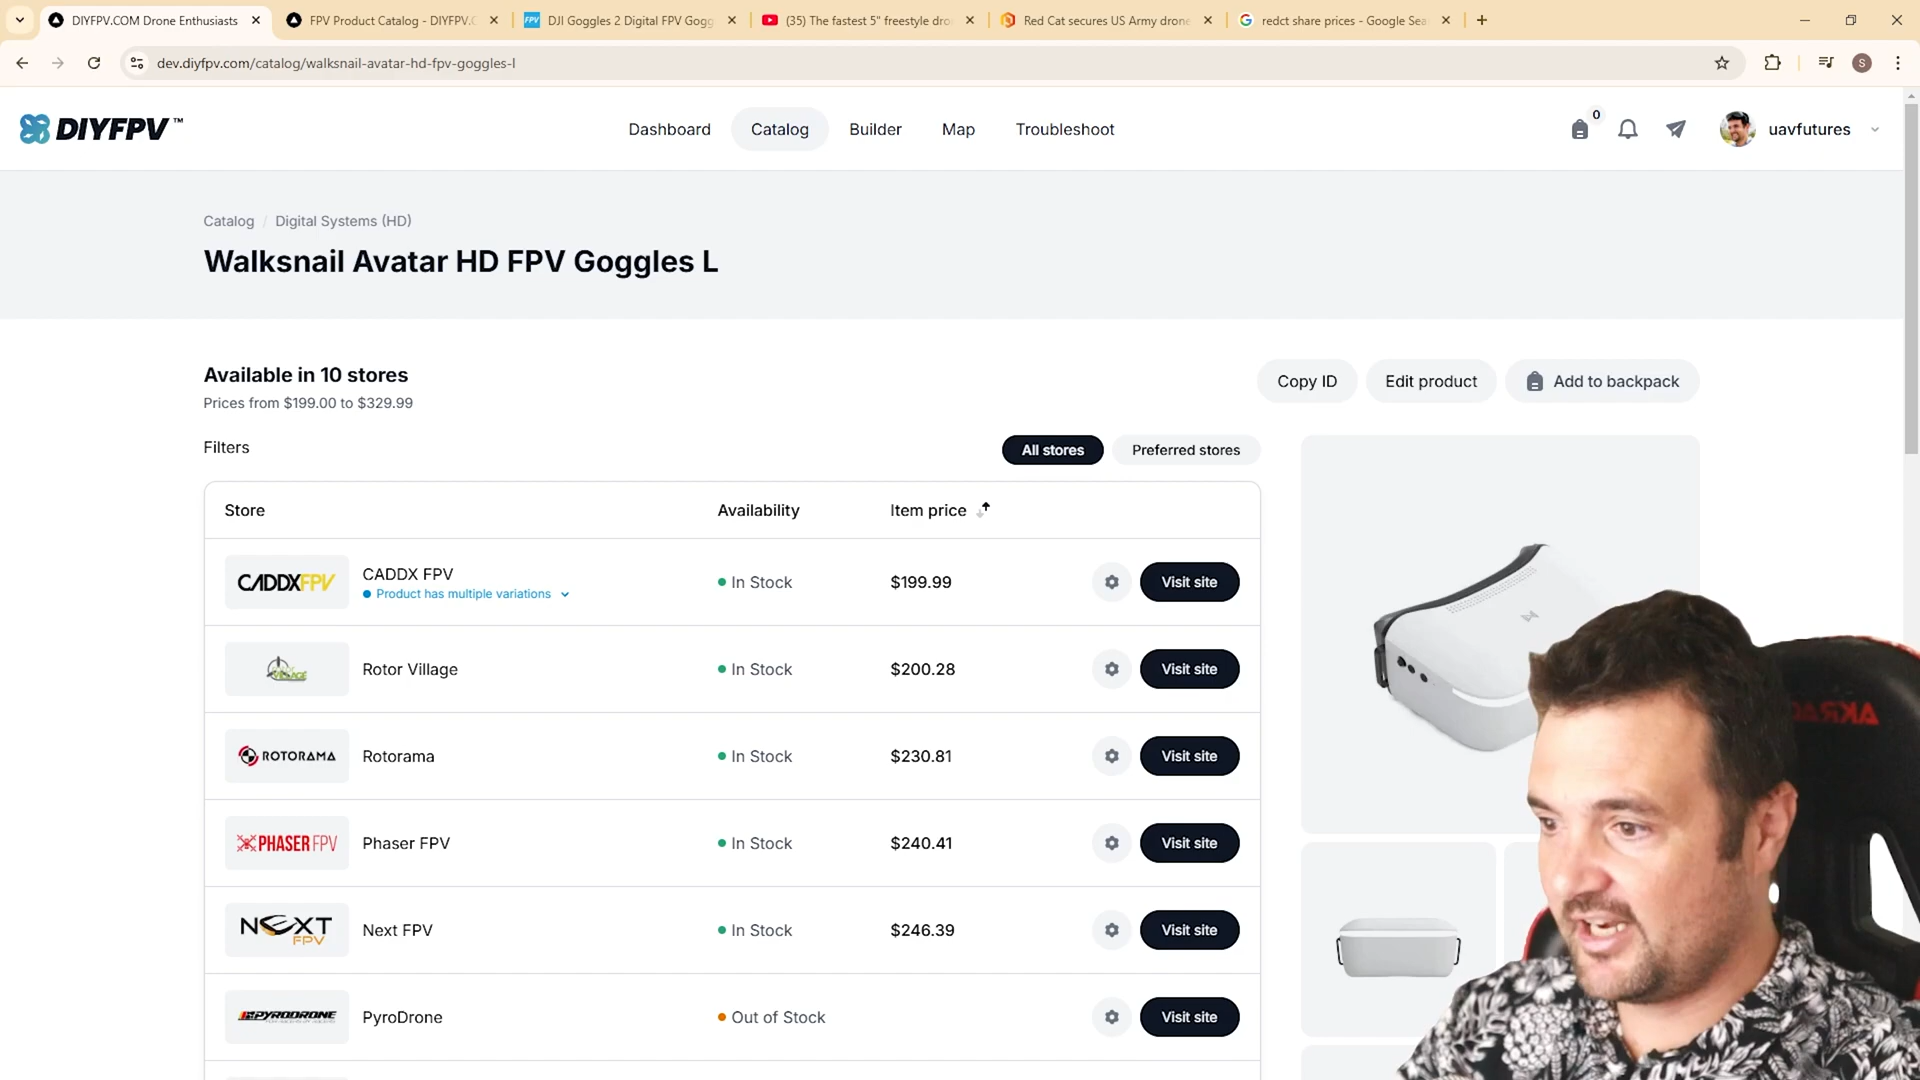 DIYFPV.COM Drone Enthusiasts
FPV Product Catalog - DIYFPV.C
DJI Goggles 2 Digital FPV Gogg
(35) The fastest 5" freestyle dro
Red Cat secures US Army drone
redct share prices - Google Sea
dev.diyfpv.com/catalog/walksnail-avatar-hd-fpv-goggles-l
S
DIYFPV™
Dashboard
Catalog
Builder
Map
Troubleshoot
0
uavfutures
Catalog / Digital Systems (HD)
Walksnail Avatar HD FPV Goggles L
Available in 10 stores
Prices from $199.00 to $329.99
Copy ID
Edit product
Add to backpack
Filters
All stores
Preferred stores
Store
Availability
Item price
CADDXFPV
CADDX FPV
Product has multiple variations
In Stock
$199.99
Visit site
VILLAGE
Rotor Village
In Stock
$200.28
Visit site
ROTORAMA
Rotorama
In Stock
$230.81
Visit site
PHASER FPV
Phaser FPV
In Stock
$240.41
Visit site
NEXT FPV
Next FPV
In Stock
$246.39
Visit site
PYRODRONE
PyroDrone
Out of Stock
Visit site